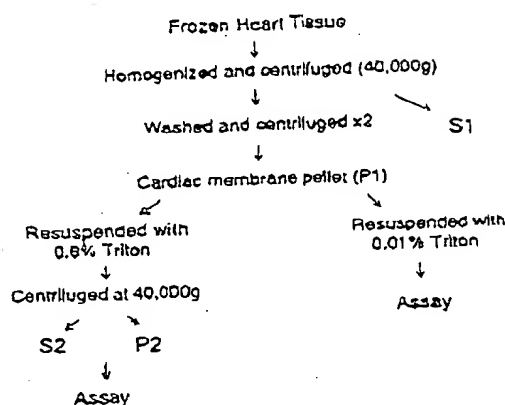 Frozen Heart Tissue
Homogenized and centrifuged (40,000g)
Washed and centrifuged x2
S1
Cardiac membrane pellet (P1)
Resuspended with
0.6% Triton
Resuspended with
0.01% Triton
Centrifuged at 40,000g
Assay
S2
P2
Assay